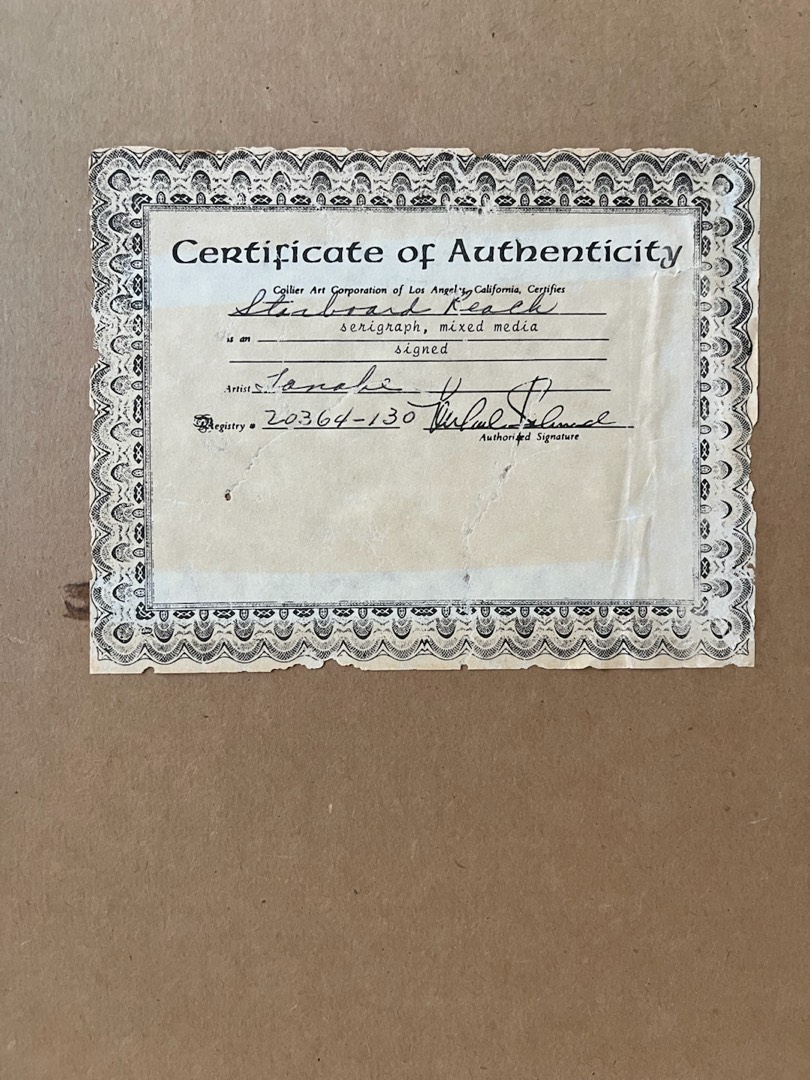 Certificate of Authenticity
Collier Art Corporation of Los Angeles, California, Certifies
Starboard Reach
is an serigraph, mixed media
signed
Artist Tanabe
Registry # 20364-130
Authorized Signature